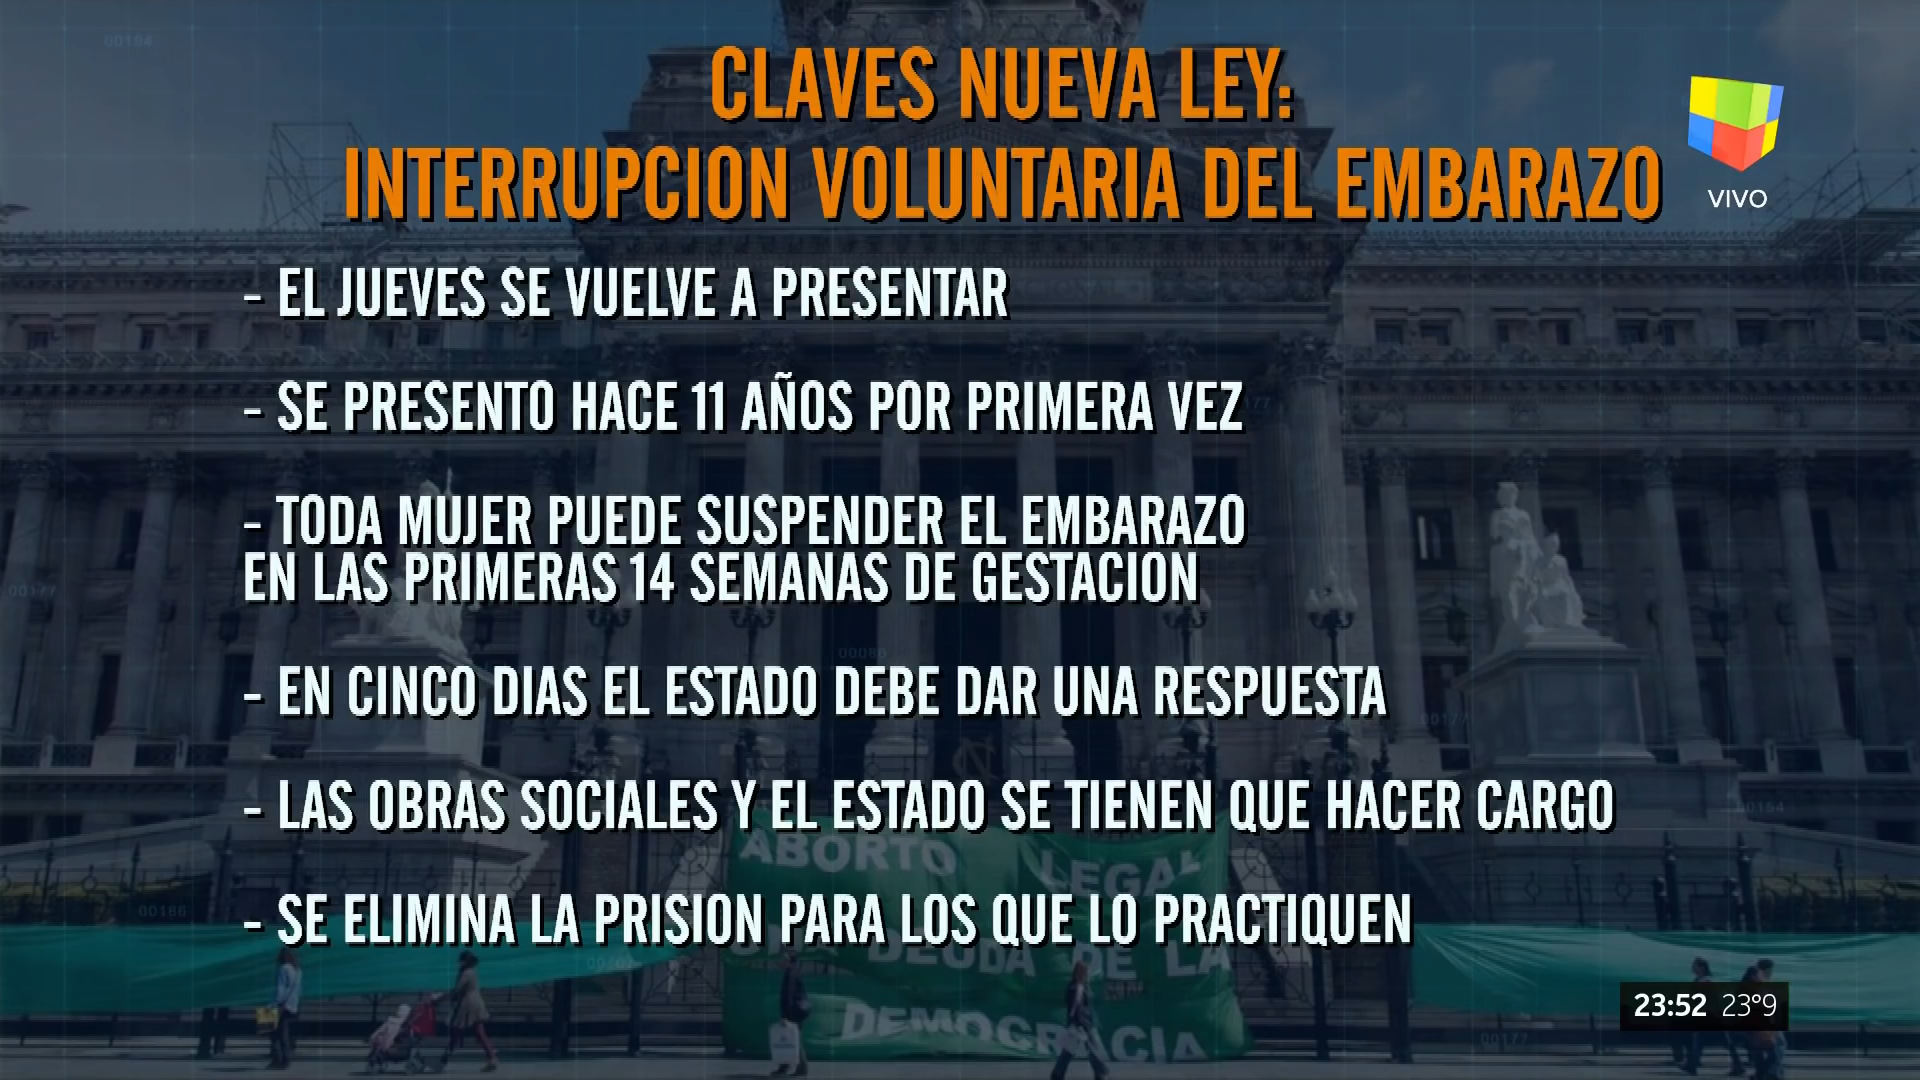 CLAVES NUEVA LEY:
INTERRUPCION VOLUNTARIA DEL EMBARAZO
VIVO
- EL JUEVES SE VUELVE A PRESENTAR
- SE PRESENTO HACE 11 AÑOS POR PRIMERA VEZ
- TODA MUJER PUEDE SUSPENDER EL EMBARAZO
EN LAS PRIMERAS 14 SEMANAS DE GESTACION
- EN CINCO DIAS EL ESTADO DEBE DAR UNA RESPUESTA
- LAS OBRAS SOCIALES Y EL ESTADO SE TIENEN QUE HACER CARGO
ABORTO LEGAL
- SE ELIMINA LA PRISION PARA LOS QUE LO PRACTIQUEN
DEUDA DE LA
DEMOCRACIA
23:52 23°9